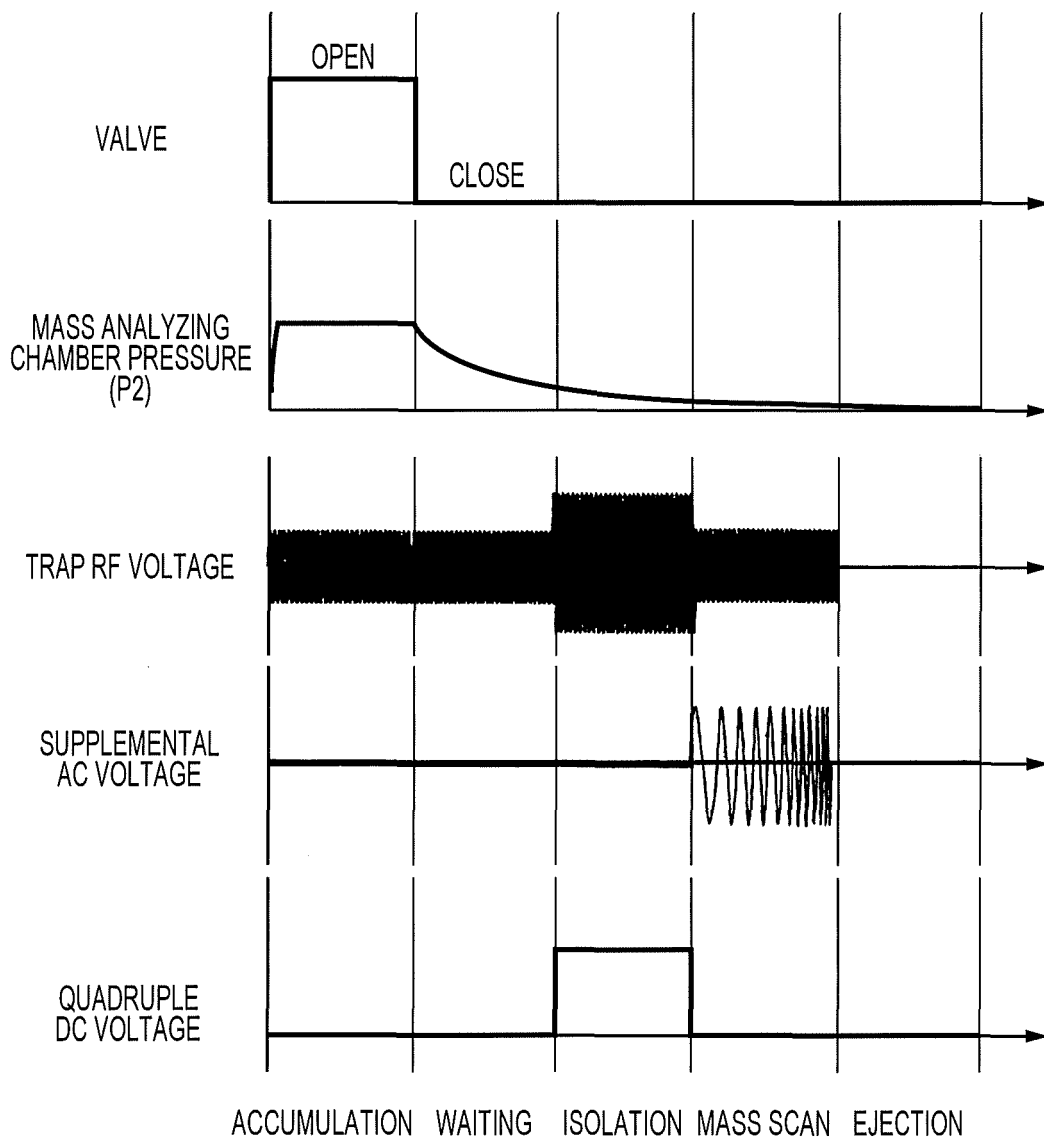 OPEN
VALVE
CLOSE
MASS ANALYZING
CHAMBER PRESSURE
(P2)
TRAP RF VOLTAGE
SUPPLEMENTAL
AC VOLTAGE
QUADRUPLE
DC VOLTAGE
ACCUMULATION WAITING ISOLATION MASS SCAN EJECTION